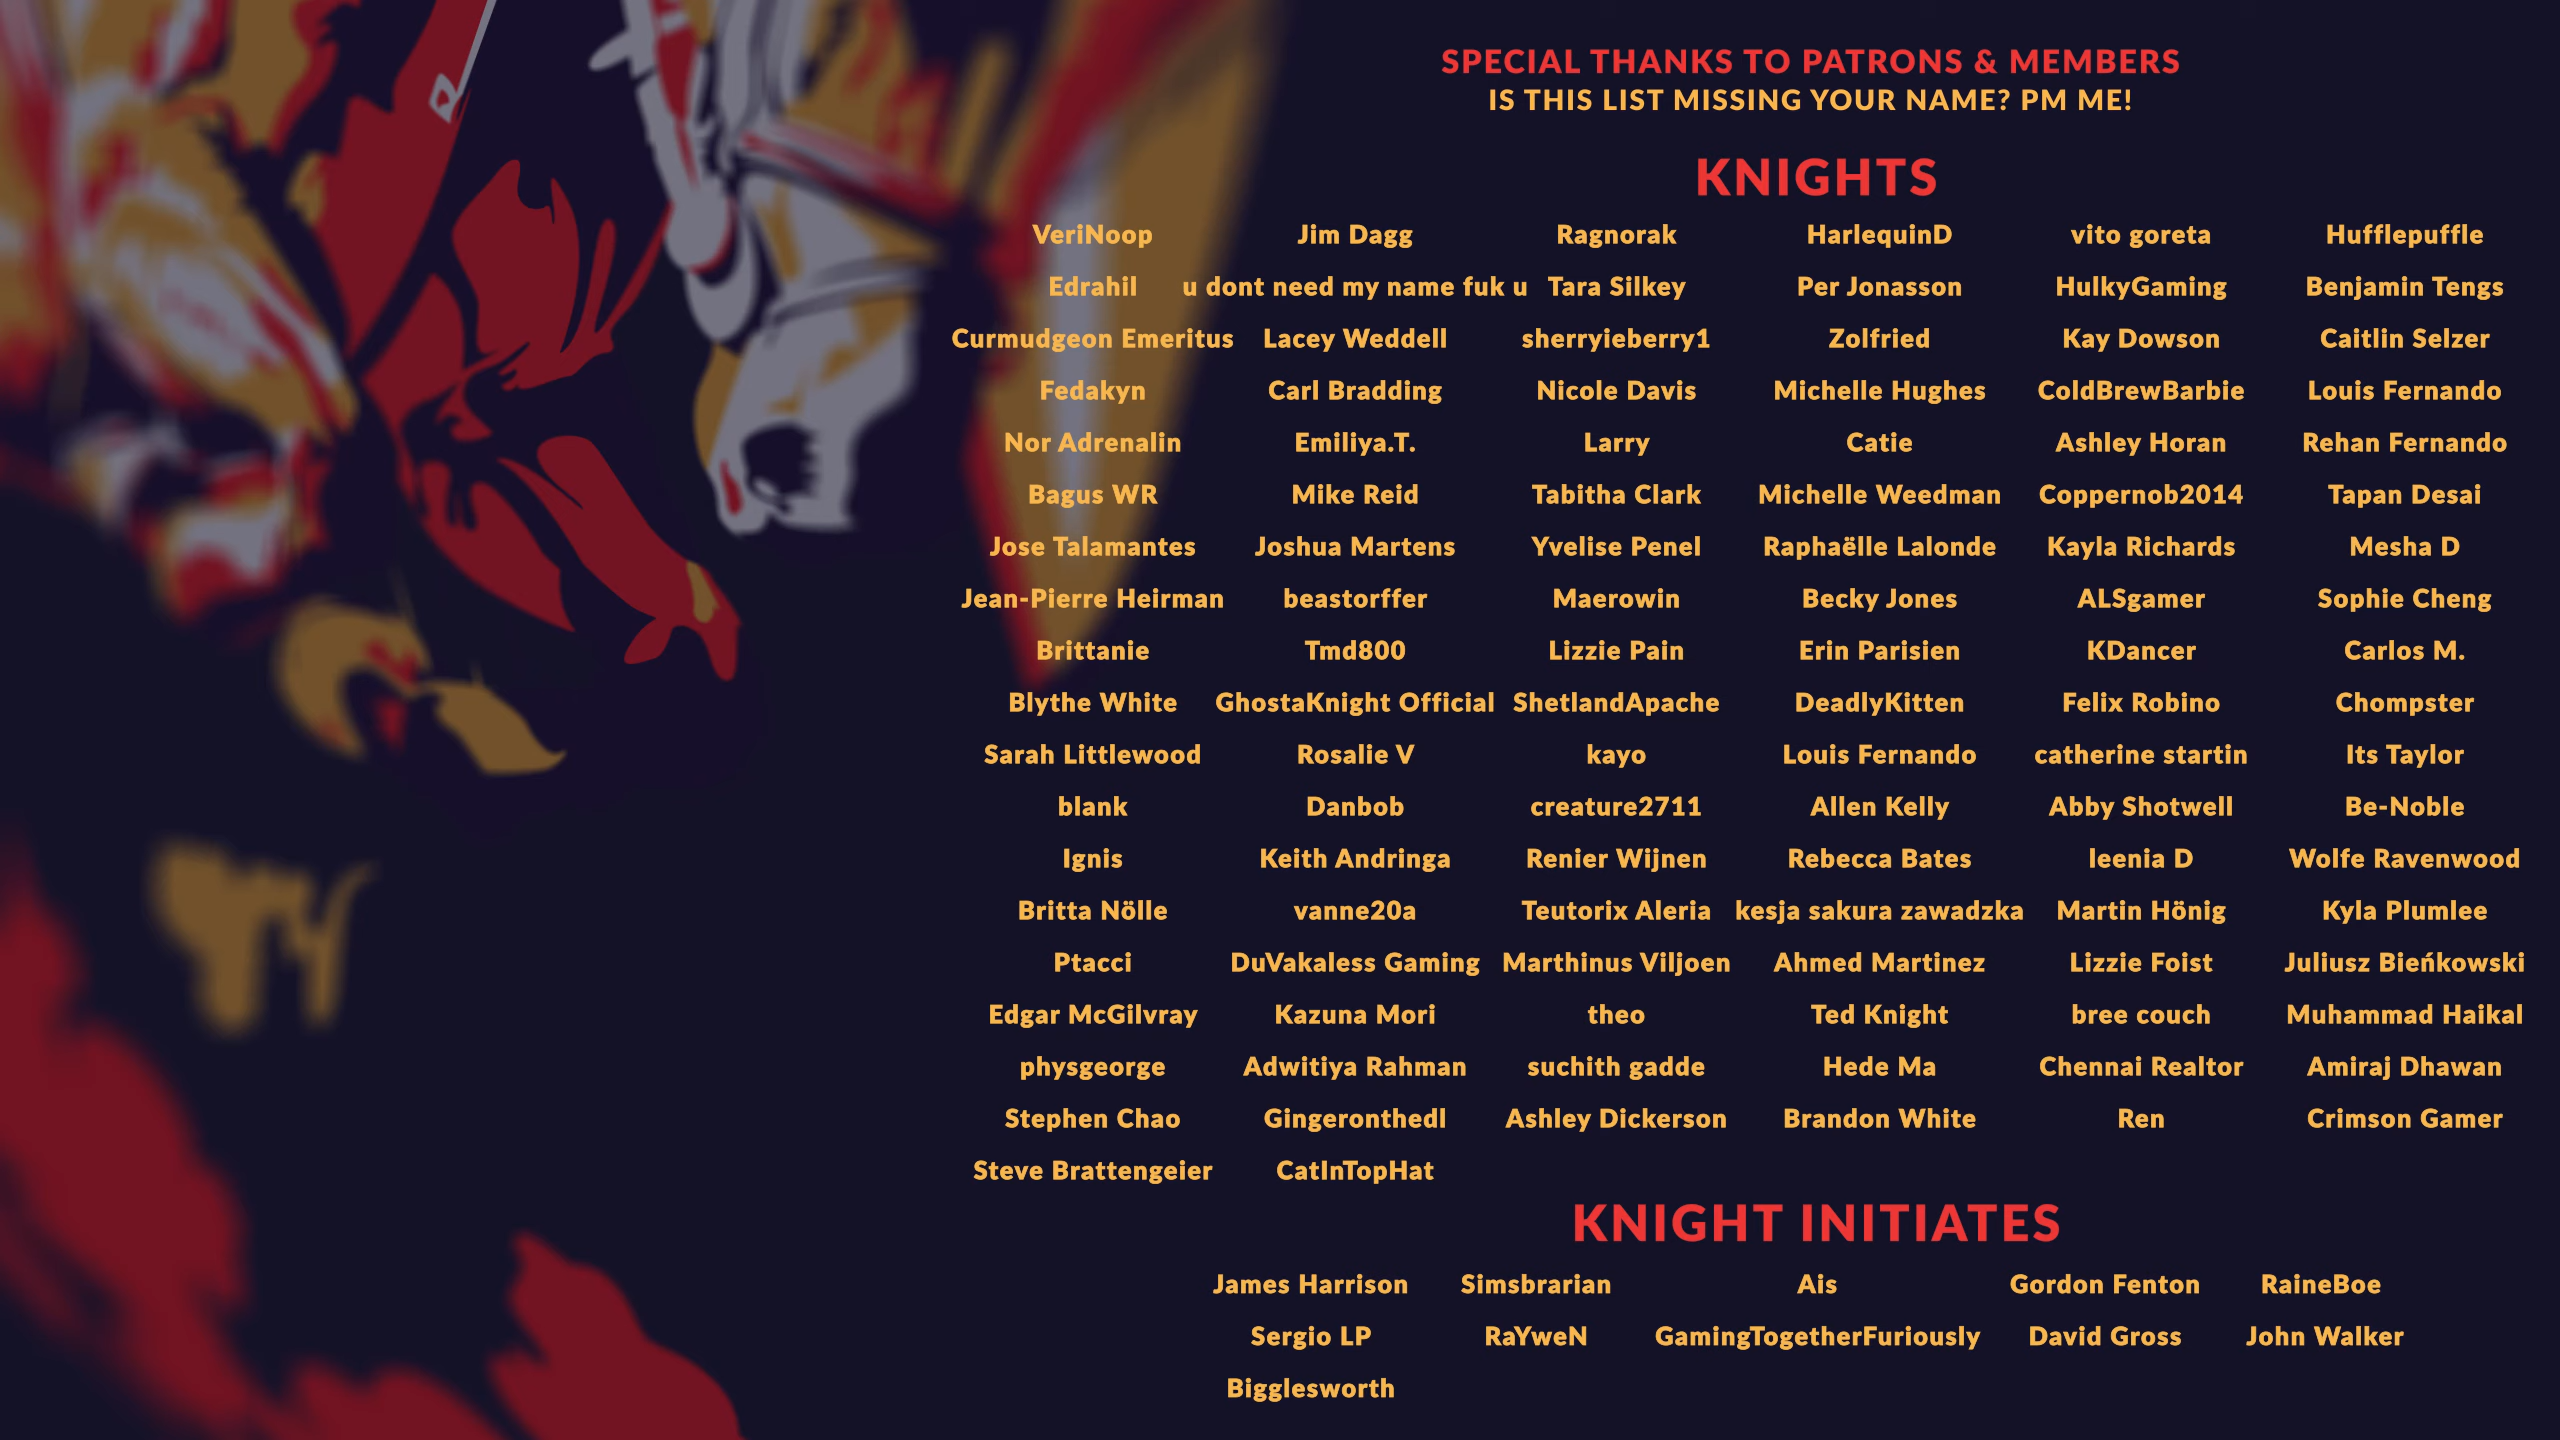 SPECIAL THANKS TO PATRONS & MEMBERS
IS THIS LIST MISSING YOUR NAME? PM ME!
KNIGHTS
VeriNoop Jim Dagg Ragnorak HarlequinD vito goreta Hufflepuffle
Edrahil u dont need my name fuk u Tara Silkey Per Jonasson HulkyGaming Benjamin Tengs
Curmudgeon Emeritus Lacey Weddell sherryieberry1 Zolfried Kay Dowson Caitlin Selzer
Fedakyn Carl Bradding Nicole Davis Michelle Hughes ColdBrewBarbie Louis Fernando
Nor Adrenalin Emiliya.T. Larry Catie Ashley Horan Rehan Fernando
Bagus WR Mike Reid Tabitha Clark Michelle Weedman Coppernob2014 Tapan Desai
Jose Talamantes Joshua Martens Yvelise Penel Raphaëlle Lalonde Kayla Richards Mesha D
Jean-Pierre Heirman beastorffer Maerowin Becky Jones ALSgamer Sophie Cheng
Brittanie Tmd800 Lizzie Pain Erin Parisien KDancer Carlos M.
Blythe White GhostaKnight Official ShetlandApache DeadlyKitten Felix Robino Chompster
Sarah Littlewood Rosalie V kayo Louis Fernando catherine startin Its Taylor
blank Danbob creature2711 Allen Kelly Abby Shotwell Be-Noble
Ignis Keith Andringa Renier Wijnen Rebecca Bates leenia D Wolfe Ravenwood
Britta Nölle vanne20a Teutorix Aleria kesja sakura zawadzka Martin Hönig Kyla Plumlee
Ptacci DuVakaless Gaming Marthinus Viljoen Ahmed Martinez Lizzie Foist Juliusz Bieńkowski
Edgar McGilvray Kazuna Mori theo Ted Knight bree couch Muhammad Haikal
physgeorge Adwitiya Rahman suchith gadde Hede Ma Chennai Realtor Amiraj Dhawan
Stephen Chao Gingeronthedl Ashley Dickerson Brandon White Ren Crimson Gamer
Steve Brattengeier CatInTopHat
KNIGHT INITIATES
James Harrison Simsbrarian Ais Gordon Fenton RaineBoe
Sergio LP RaYweN GamingTogetherFuriously David Gross John Walker
Bigglesworth